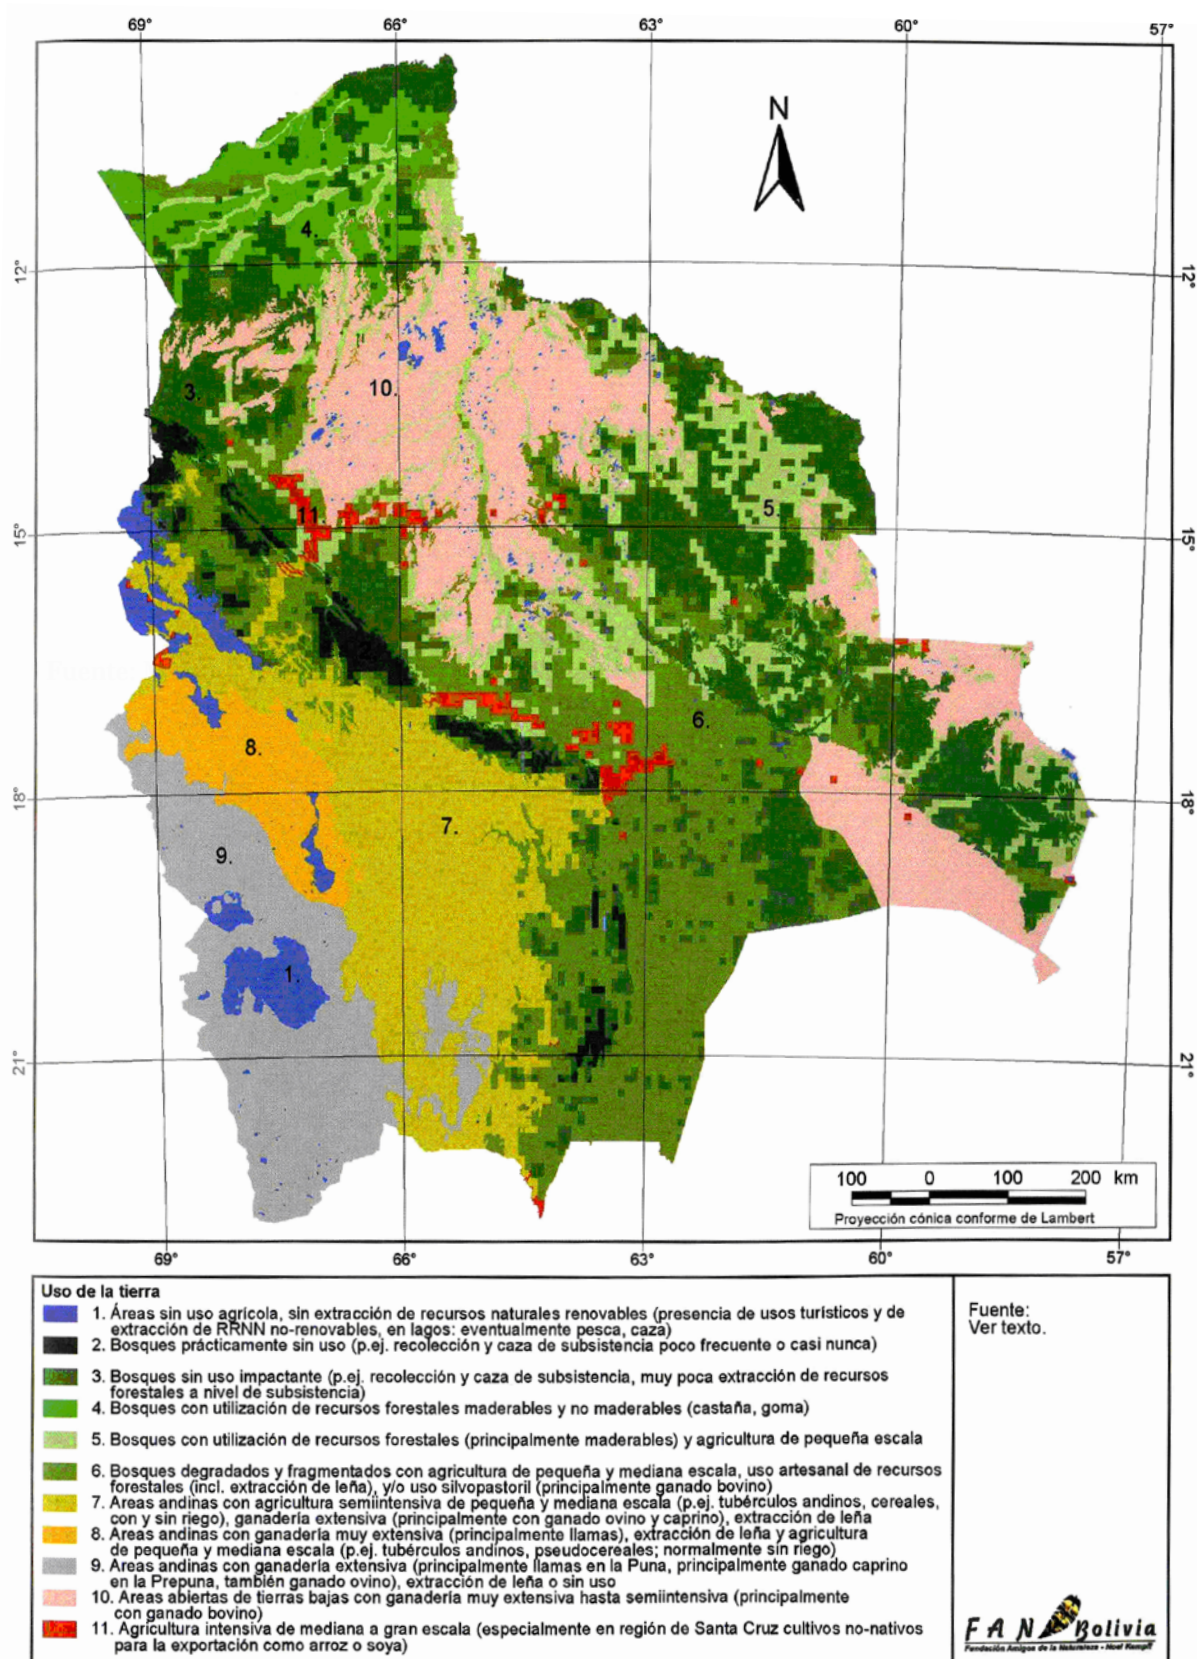 69° 66° 63° 60° 57°
N
4.
12° 12°
3.
10.
5.
11.
15° 15°
2.
6.
8.
18° 18°
7.
9.
1.
21° 21°
100 0 100 200 km
Proyección cónica conforme de Lambert
69° 66° 63° 60° 57°
Uso de la tierra
1. Áreas sin uso agrícola, sin extracción de recursos naturales renovables (presencia de usos turísticos y de
extracción de RRNN no-renovables, en lagos: eventualmente pesca, caza)
2. Bosques prácticamente sin uso (p.ej. recolección y caza de subsistencia poco frecuente o casi nunca)
3. Bosques sin uso impactante (p.ej. recolección y caza de subsistencia, muy poca extracción de recursos
forestales a nivel de subsistencia)
4. Bosques con utilización de recursos forestales maderables y no maderables (castaña, goma)
5. Bosques con utilización de recursos forestales (principalmente maderables) y agricultura de pequeña escala
6. Bosques degradados y fragmentados con agricultura de pequeña y mediana escala, uso artesanal de recursos
forestales (incl. extracción de leña), y/o uso silvopastoril (principalmente ganado bovino)
7. Areas andinas con agricultura semiintensiva de pequeña y mediana escala (p.ej. tubérculos andinos, cereales,
con y sin riego), ganadería extensiva (principalmente con ganado ovino y caprino), extracción de leña
8. Areas andinas con ganadería muy extensiva (principalmente llamas), extracción de leña y agricultura
de pequeña y mediana escala (p.ej. tubérculos andinos, pseudocereales; normalmente sin riego)
9. Areas andinas con ganadería extensiva (principalmente llamas en la Puna, principalmente ganado caprino
en la Prepuna, también ganado ovino), extracción de leña o sin uso
10. Areas abiertas de tierras bajas con ganadería muy extensiva hasta semiintensiva (principalmente
con ganado bovino)
11. Agricultura intensiva de mediana a gran escala (especialmente en región de Santa Cruz cultivos no-nativos
para la exportación como arroz o soya)
Fuente:
Ver texto.
FAN Bolivia
Fundación Amigos de la Naturaleza - Noel Kempff